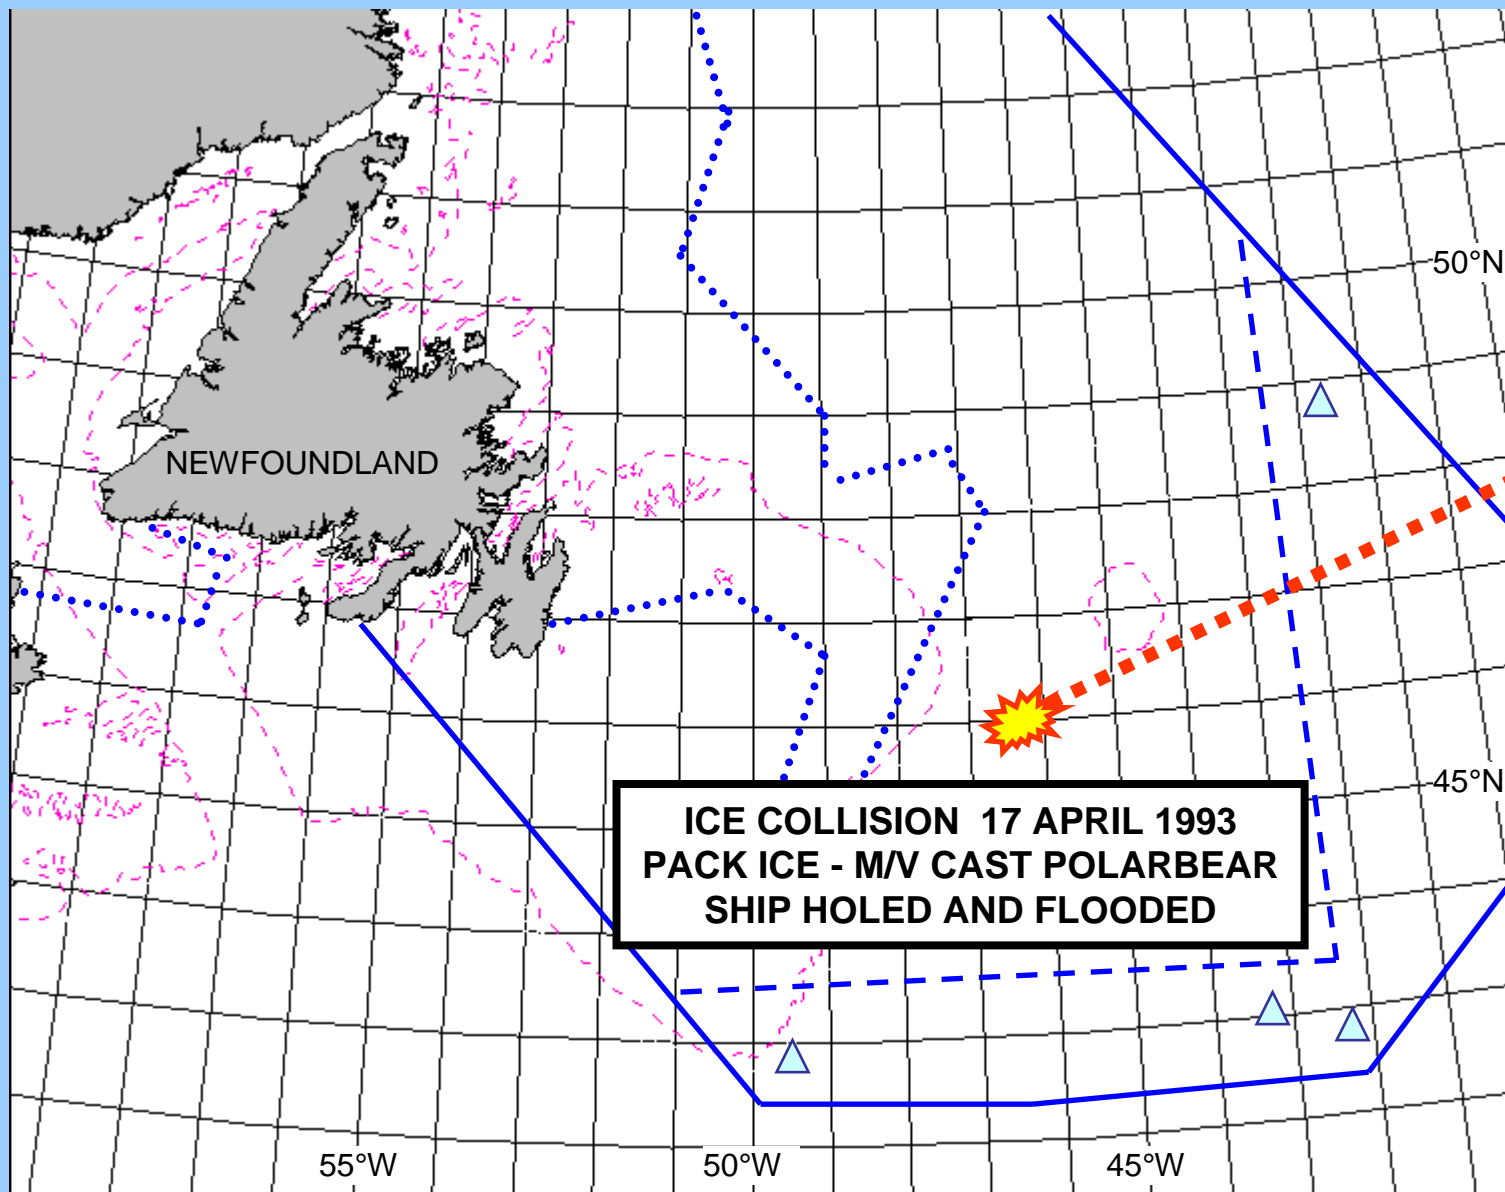 50°N
NEWFOUNDLAND
45°N
ICE COLLISION  17 APRIL 1993
PACK ICE - M/V CAST POLARBEAR
SHIP HOLED AND FLOODED
55°W
50°W
45°W